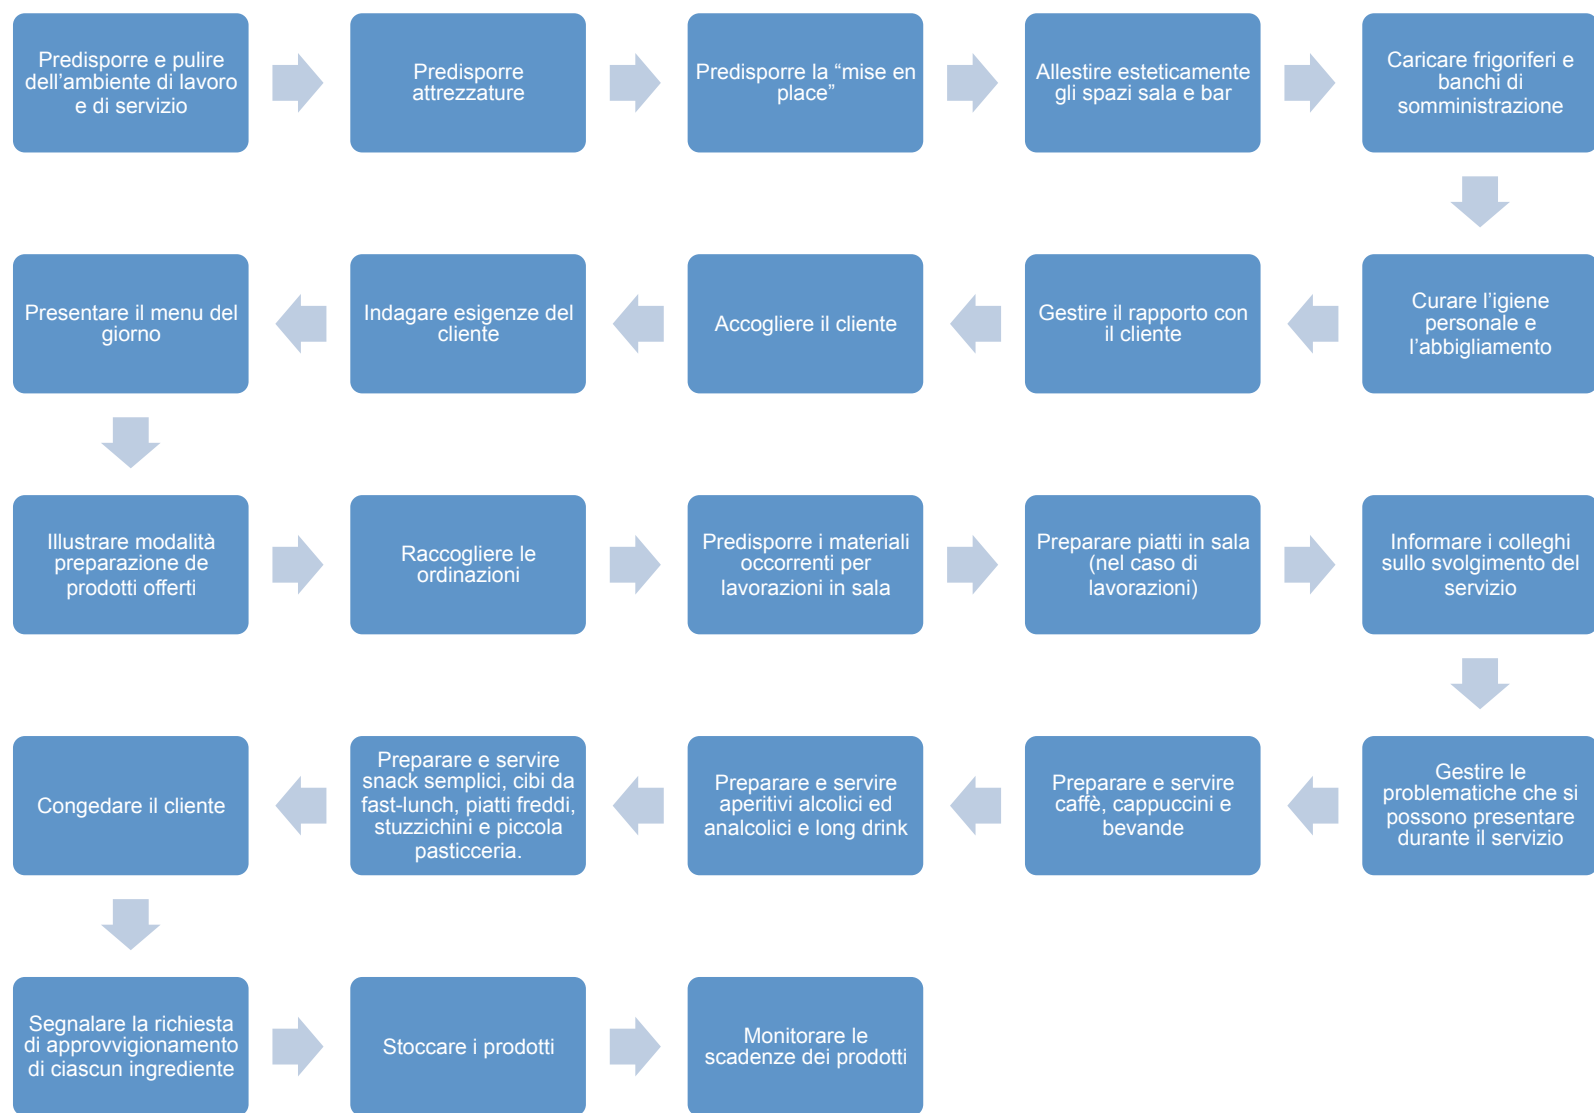 Predisporre e pulire
dell’ambiente di lavoro
e di servizio
Predisporre
attrezzature
Predisporre la “mise en
place”
Allestire esteticamente
gli spazi sala e bar
Caricare frigoriferi e
banchi di
somministrazione
Curare l’igiene
personale e
l’abbigliamento
Gestire il rapporto con
il cliente
Accogliere il cliente
Indagare esigenze del
cliente
Presentare il menu del
giorno
Illustrare modalità
preparazione de
prodotti offerti
Raccogliere le
ordinazioni
Predisporre i materiali
occorrenti per
lavorazioni in sala
Preparare piatti in sala
(nel caso di
lavorazioni)
Informare i colleghi
sullo svolgimento del
servizio
Gestire le
problematiche che si
possono presentare
durante il servizio
Preparare e servire
caffè, cappuccini e
bevande
Preparare e servire
aperitivi alcolici ed
analcolici e long drink
Preparare e servire
snack semplici, cibi da
fast-lunch, piatti freddi,
stuzzichini e piccola
pasticceria.
Congedare il cliente
Segnalare la richiesta
di approvvigionamento
di ciascun ingrediente
Stoccare i prodotti
Monitorare le
scadenze dei prodotti